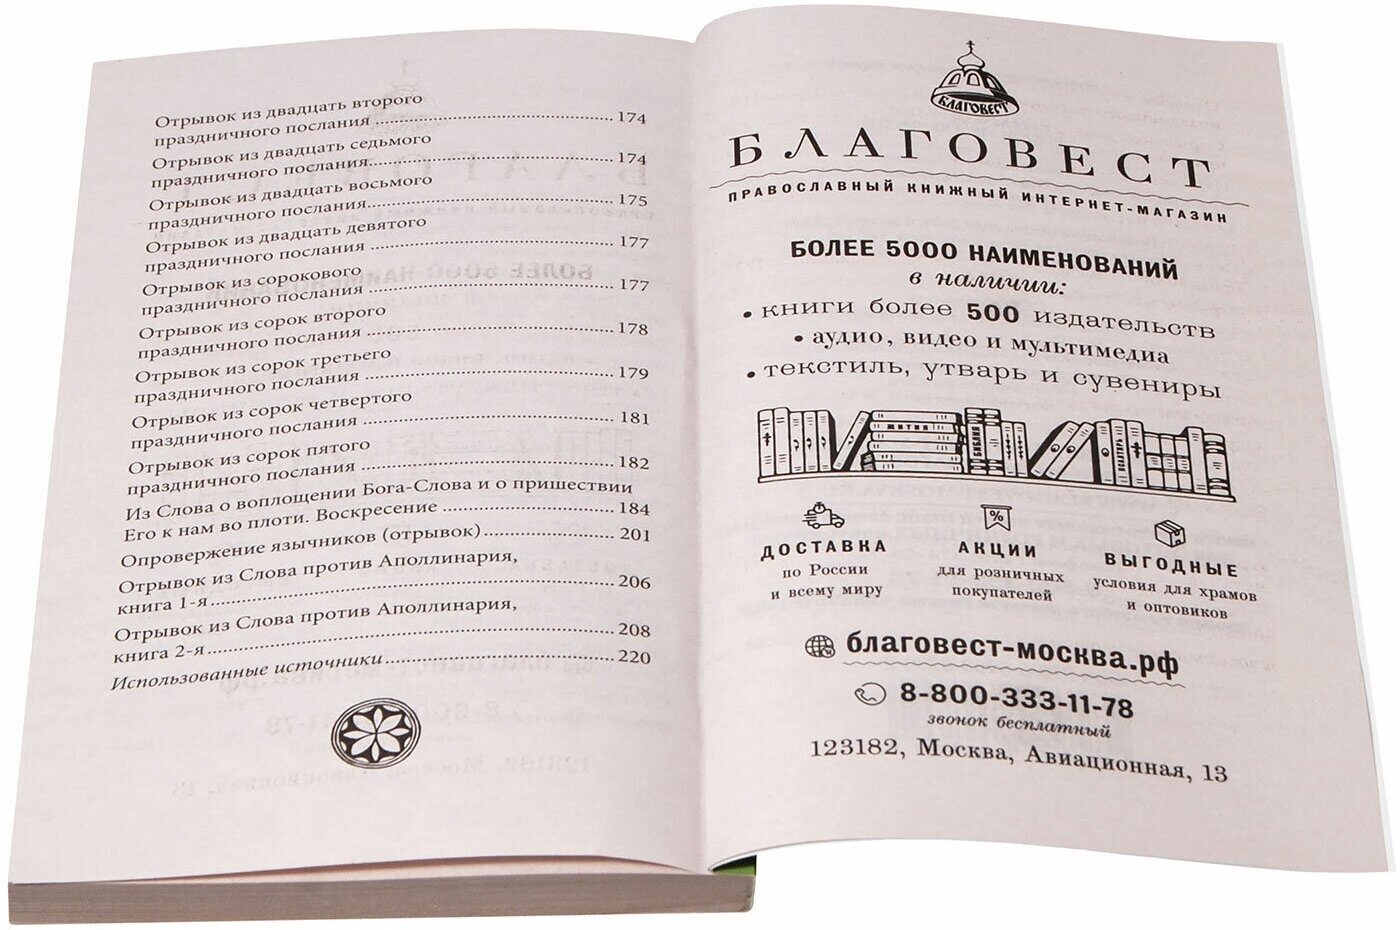 Отрывок из двадцать второго
праздничного послания ........ 174
Отрывок из двадцать седьмого
праздничного послания........ 174
Отрывок из двадцать восьмого
праздничного послания........ 175
Отрывок из двадцать девятого
праздничного послания ........ 177
Отрывок из сорокового
праздничного послания ........ 177
Отрывок из сорок второго
праздничного послания ........ 178
Отрывок из сорок третьего
праздничного послания ........ 179
Отрывок из сорок четвертого
праздничного послания ........ 181
Отрывок из сорок пятого
праздничного послания ........ 182
Из Слова о воплощении Бога-Слова и о пришествии
Его к нам во плоти. Воскресение ........ 184
Опровержение язычников (отрывок)........ 201
Отрывок из Слова против Аполлинария,
книга 1-я ........ 206
Отрывок из Слова против Аполлинария,
книга 2-я ........ 208
Использованные источники ........ 220
БЛАГОВЕСТ
БЛАГОВЕСТ
ПРАВОСЛАВНЫЙ КНИЖНЫЙ ИНТЕРНЕТ-МАГАЗИН
БОЛЕЕ 5000 НАИМЕНОВАНИЙ
в наличии:
• книги более 500 издательств
• аудио, видео и мультимедиа
• текстиль, утварь и сувениры
ЖИТИЯ
БИБЛИЯ
ПСАЛТИРЬ
%
ДОСТАВКА
по России
и всему миру
АКЦИИ
для розничных
покупателей
ВЫГОДНЫЕ
условия для храмов
и оптовиков
благовест-москва.рф
8-800-333-11-78
звонок бесплатный
123182, Москва, Авиационная, 13